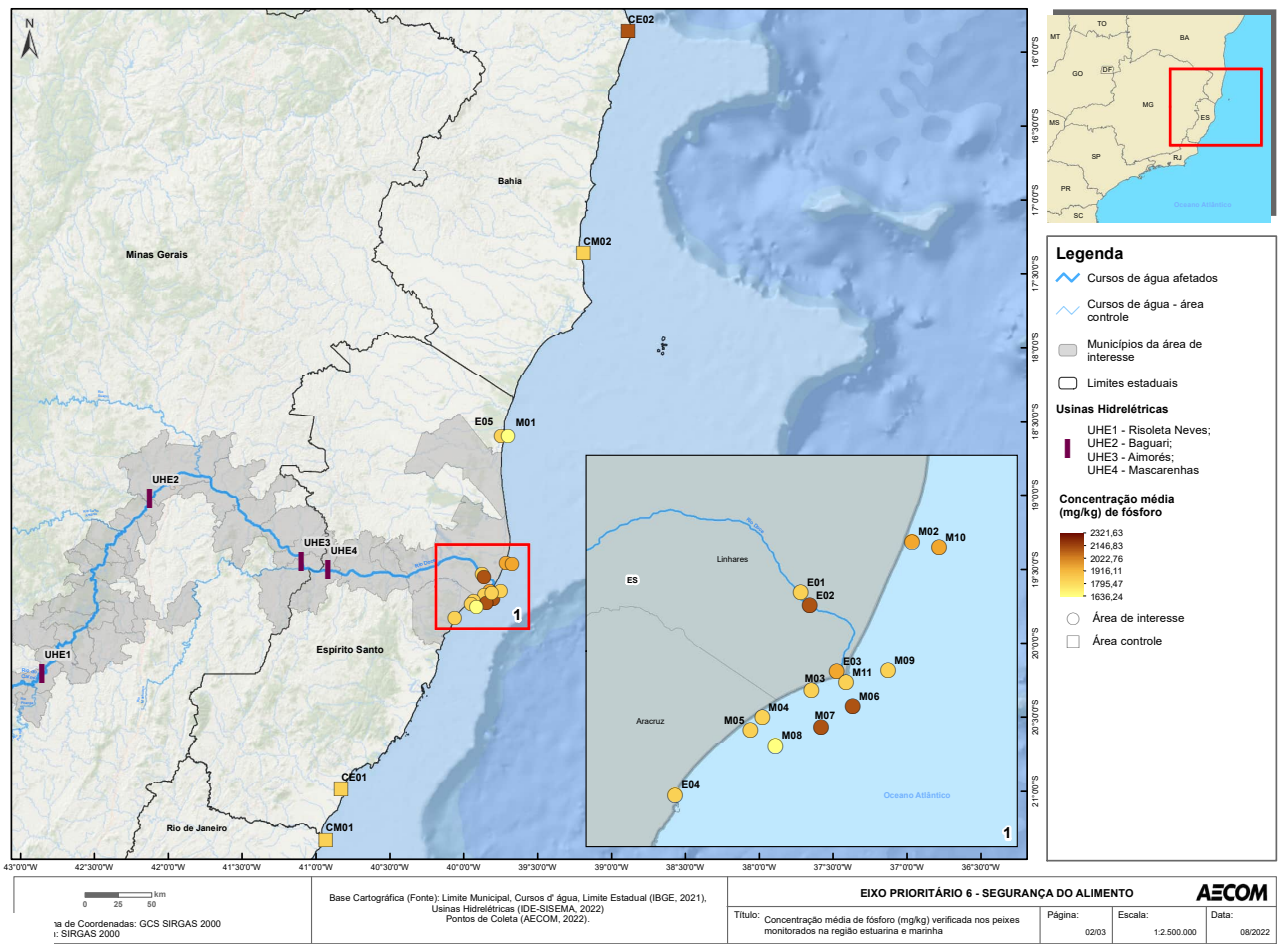 N
CE02
Bahia
Minas Gerais
CM02
E05
M01
UHE2
UHE3
UHE4
UHE1
Rio Doce
1
Espírito Santo
CE01
Rio de Janeiro
CM01
16°0'0"S
16°30'0"S
17°0'0"S
17°30'0"S
18°0'0"S
18°30'0"S
19°0'0"S
19°30'0"S
20°0'0"S
20°30'0"S
21°0'0"S
43°0'0"W
42°30'0"W
42°0'0"W
41°30'0"W
41°0'0"W
40°30'0"W
40°0'0"W
39°30'0"W
39°0'0"W
38°30'0"W
38°0'0"W
37°30'0"W
37°0'0"W
36°30'0"W
Rio Doce
M02
M10
Linhares
ES
E01
E02
E03
M09
M11
M03
M06
M04
M07
Aracruz
M05
M08
E04
Oceano Atlântico
1
TO
MT
BA
GO
DF
MG
MS
ES
SP
RJ
PR
SC
Oceano Atlântico
Legenda
Cursos de água afetados
Cursos de água - área
controle
Municípios da área de
interesse
Limites estaduais
Usinas Hidrelétricas
UHE1 - Risoleta Neves;
UHE2 - Baguari;
UHE3 - Aimorés;
UHE4 - Mascarenhas
Concentração média
(mg/kg) de fósforo
2321,63
2146,83
2022,76
1916,11
1795,47
1636,24
Área de interesse
Área controle
km
0 25 50
na de Coordenadas: GCS SIRGAS 2000
: SIRGAS 2000
Base Cartográfica (Fonte): Limite Municipal, Cursos d' água, Limite Estadual (IBGE, 2021),
Usinas Hidrelétricas (IDE-SISEMA, 2022)
Pontos de Coleta (AECOM, 2022).
EIXO PRIORITÁRIO 6 - SEGURANÇA DO ALIMENTO
AECOM
Título: Concentração média de fósforo (mg/kg) verificada nos peixes
monitorados na região estuarina e marinha
Página:
02/03
Escala:
1:2.500.000
Data:
08/2022